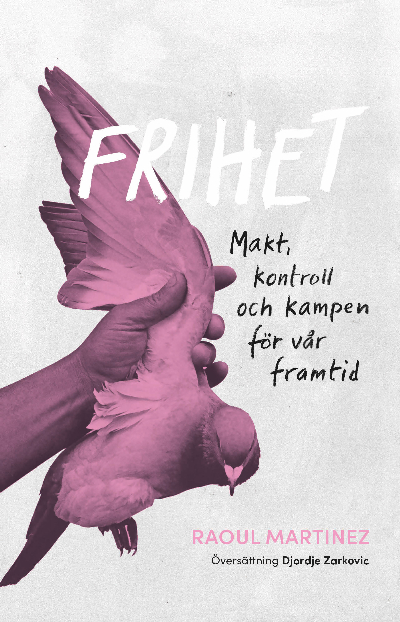 FRIHET
Makt,
kontroll
och kampen
för vår
framtid
RAOUL MARTINEZ
Översättning Djordje Zarkovic